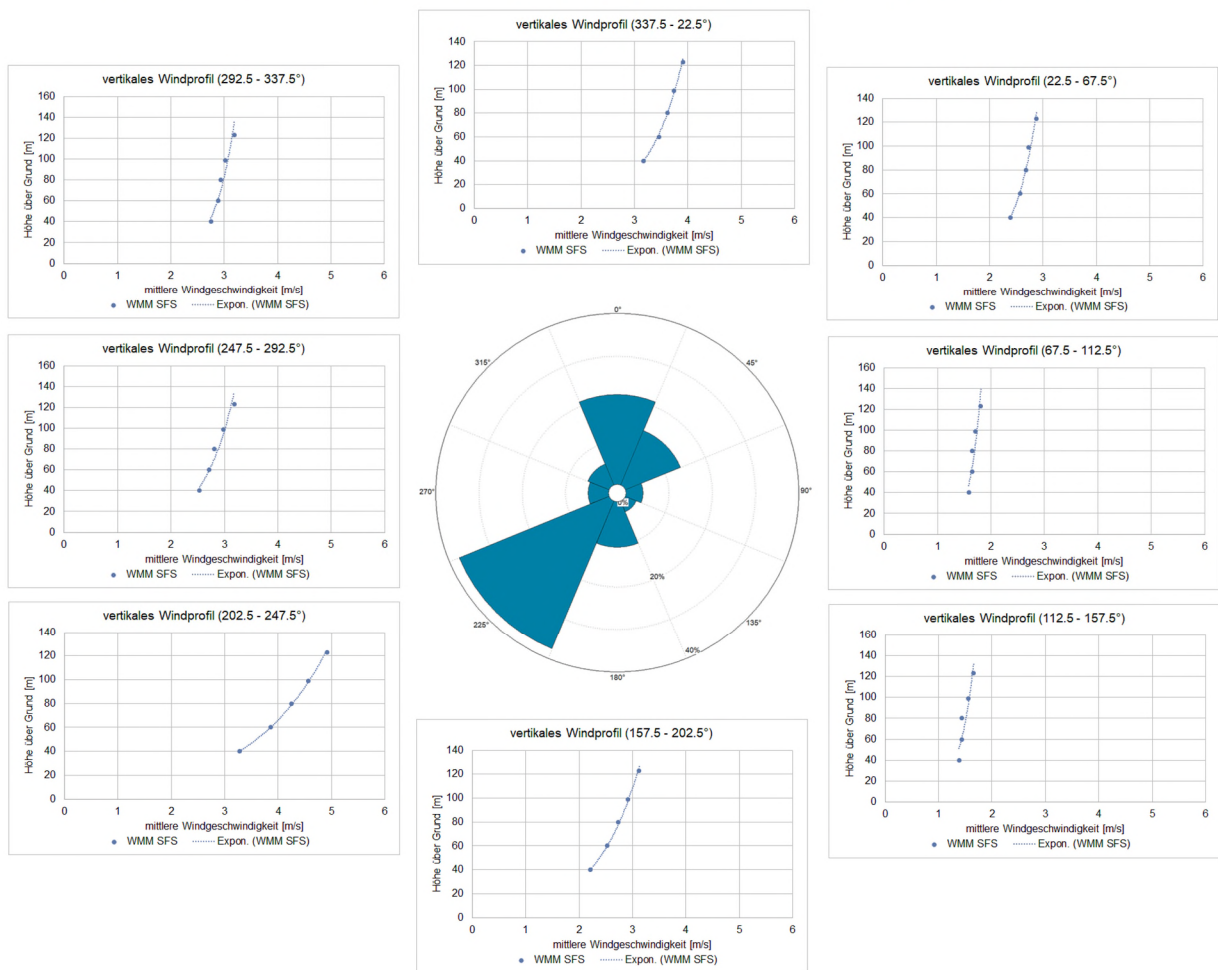 vertikales Windprofil (337.5 - 22.5°)
Höhe über Grund [m]
140
120
100
80
60
40
20
0
0 1 2 3 4 5 6
mittlere Windgeschwindigkeit [m/s]
WMM SFS Expon. (WMM SFS)
vertikales Windprofil (292.5 - 337.5°)
Höhe über Grund [m]
160
140
120
100
80
60
40
20
0
0 1 2 3 4 5 6
mittlere Windgeschwindigkeit [m/s]
WMM SFS Expon. (WMM SFS)
vertikales Windprofil (22.5 - 67.5°)
Höhe über Grund [m]
140
120
100
80
60
40
20
0
0 1 2 3 4 5 6
mittlere Windgeschwindigkeit [m/s]
WMM SFS Expon. (WMM SFS)
vertikales Windprofil (247.5 - 292.5°)
Höhe über Grund [m]
160
140
120
100
80
60
40
20
0
0 1 2 3 4 5 6
mittlere Windgeschwindigkeit [m/s]
WMM SFS Expon. (WMM SFS)
0°
315°
45°
270°
90°
0%
20%
225°
135°
40%
180°
vertikales Windprofil (67.5 - 112.5°)
Höhe über Grund [m]
160
140
120
100
80
60
40
20
0
0 1 2 3 4 5 6
mittlere Windgeschwindigkeit [m/s]
WMM SFS Expon. (WMM SFS)
vertikales Windprofil (202.5 - 247.5°)
Höhe über Grund [m]
140
120
100
80
60
40
20
0
0 1 2 3 4 5 6
mittlere Windgeschwindigkeit [m/s]
WMM SFS Expon. (WMM SFS)
vertikales Windprofil (112.5 - 157.5°)
Höhe über Grund [m]
160
140
120
100
80
60
40
20
0
0 1 2 3 4 5 6
mittlere Windgeschwindigkeit [m/s]
WMM SFS Expon. (WMM SFS)
vertikales Windprofil (157.5 - 202.5°)
Höhe über Grund [m]
140
120
100
80
60
40
20
0
0 1 2 3 4 5 6
mittlere Windgeschwindigkeit [m/s]
WMM SFS Expon. (WMM SFS)